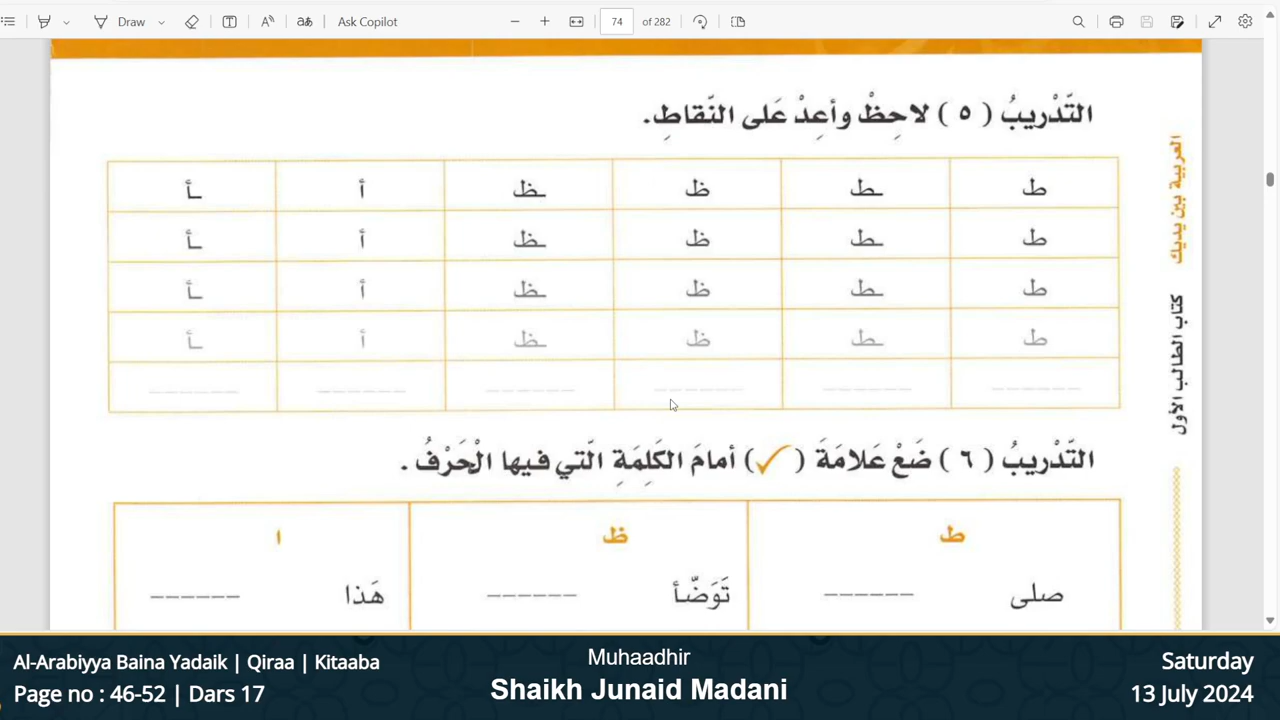 Draw
Ask Copilot
74 of 282
التّدْريبُ ( ٥ ) لاحِظْ وأعِدْ عَلى النّقاطِ.
ط ـط ظ ـظ أ ـأ
ط ـط ظ ـظ أ ـأ
ط ـط ظ ـظ أ ـأ
ط ـط ظ ـظ أ ـأ
------ ------ ------ ------ ------ ------
التّدْريبُ ( ٦ ) ضَعْ عَلامَةَ (✓) أمامَ الكَلِمَةِ الّتي فيها الْحَرْفُ .
ط ظ ا
صلى ------ تَوَضّأ ------ هَذا ------
العربية بين يديك
كتاب الطالب الأول
Al-Arabiyya Baina Yadaik | Qiraa | Kitaaba
Page no : 46-52 | Dars 17
Muhaadhir
Shaikh Junaid Madani
Saturday
13 July 2024